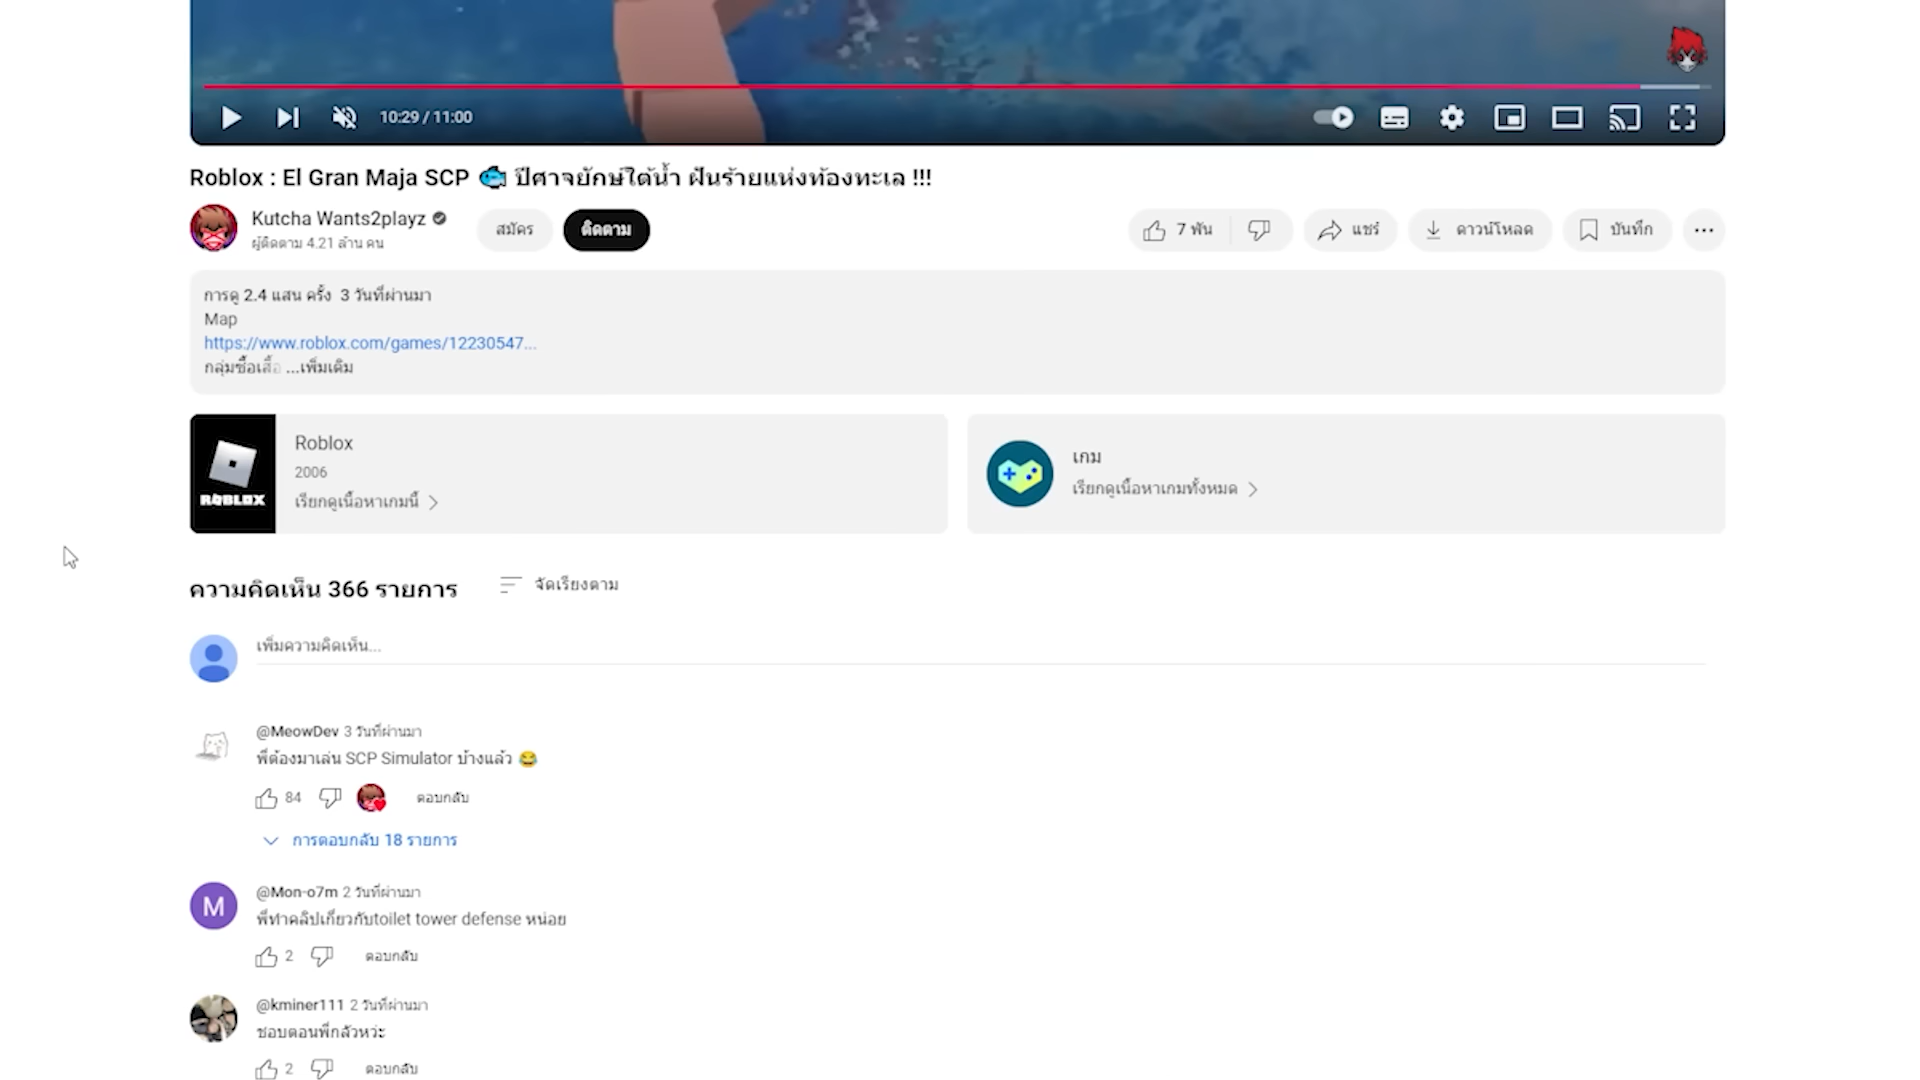 10:29 / 11:00
Roblox : El Gran Maja SCP 🐟 ปีศาจยักษ์ใต้น้ำ ฝันร้ายแห่งท้องทะเล !!!
Kutcha Wants2playz
ผู้ติดตาม 4.21 ล้าน คน
สมัคร
ติดตาม
7 พัน
แชร์
ดาวน์โหลด
บันทึก
การดู 2.4 แสน ครั้ง 3 วันที่ผ่านมา
Map
https://www.roblox.com/games/12230547...
กลุ่มซื้อเสื้อ ...เพิ่มเติม
ROBLOX
Roblox
2006
เรียกดูเนื้อหาเกมนี้
เกม
เรียกดูเนื้อหาเกมทั้งหมด
ความคิดเห็น 366 รายการ
จัดเรียงตาม
เพิ่มความคิดเห็น...
@MeowDev 3 วันที่ผ่านมา
พี่ต้องมาเล่น SCP Simulator บ้างแล้ว 😂
84
ตอบกลับ
การตอบกลับ 18 รายการ
M
@Mon-o7m 2 วันที่ผ่านมา
พี่ทำคลิปเกี่ยวกับtoilet tower defense หน่อย
2
ตอบกลับ
@kminer111 2 วันที่ผ่านมา
ชอบตอนพี่กลัวหว่ะ
2
ตอบกลับ